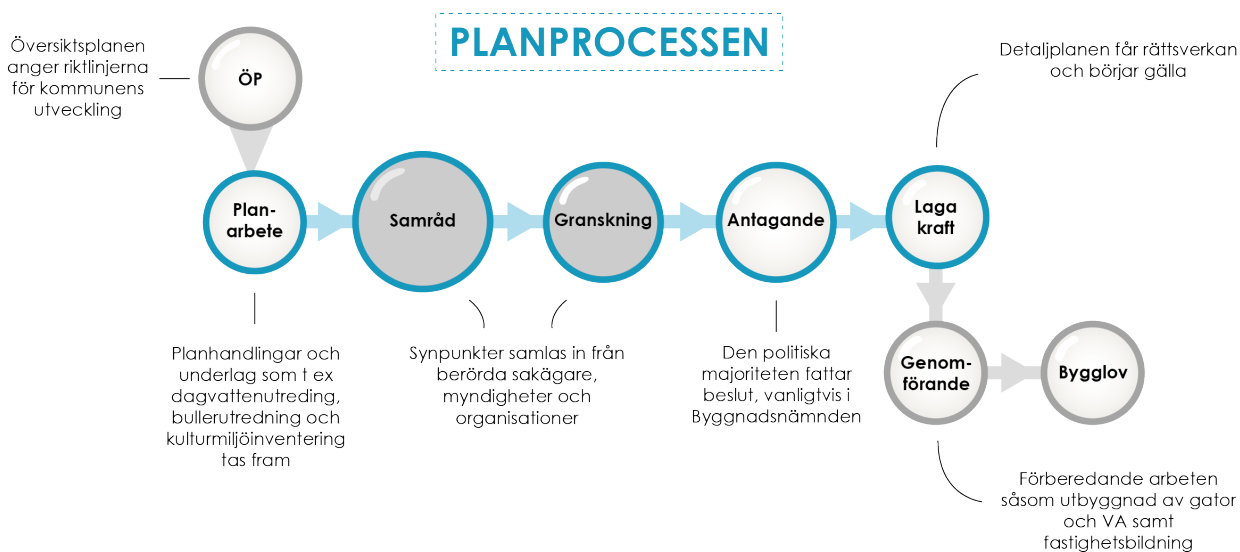 PLANPROCESSEN
Översiktsplanen
anger riktlinjerna
för kommunens
utveckling
ÖP
Detaljplanen får rättsverkan
och börjar gälla
Plan-
arbete
Samråd
Granskning
Antagande
Laga
kraft
Planhandlingar och
underlag som t ex
dagvattenutreding,
bullerutredning och
kulturmiljöinventering
tas fram
Synpunkter samlas in från
berörda sakägare,
myndigheter och
organisationer
Den politiska
majoriteten fattar
beslut, vanligtvis i
Byggnadsnämnden
Genom-
förande
Bygglov
Förberedande arbeten
såsom utbyggnad av gator
och VA samt
fastighetsbildning